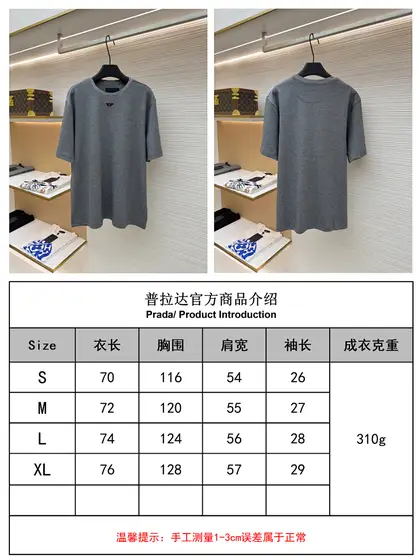 普拉达官方商品介绍
Prada/ Product Introduction
Size 衣长 胸围 肩宽 袖长 成衣克重
S 70 116 54 26
M 72 120 55 27
L 74 124 56 28
XL 76 128 57 29
310g
温馨提示：手工测量1-3cm误差属于正常